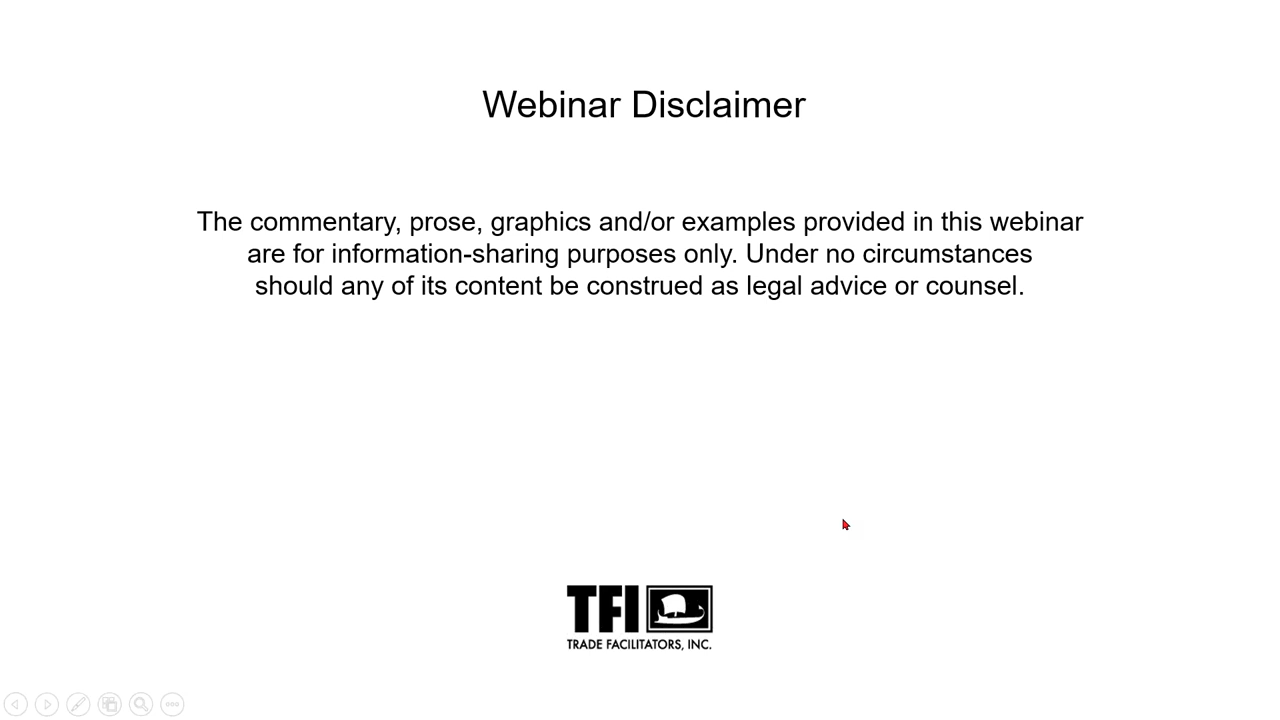 Webinar Disclaimer
The commentary, prose, graphics and/or examples provided in this webinar
are for information-sharing purposes only. Under no circumstances
should any of its content be construed as legal advice or counsel.
TFI
TRADE FACILITATORS, INC.